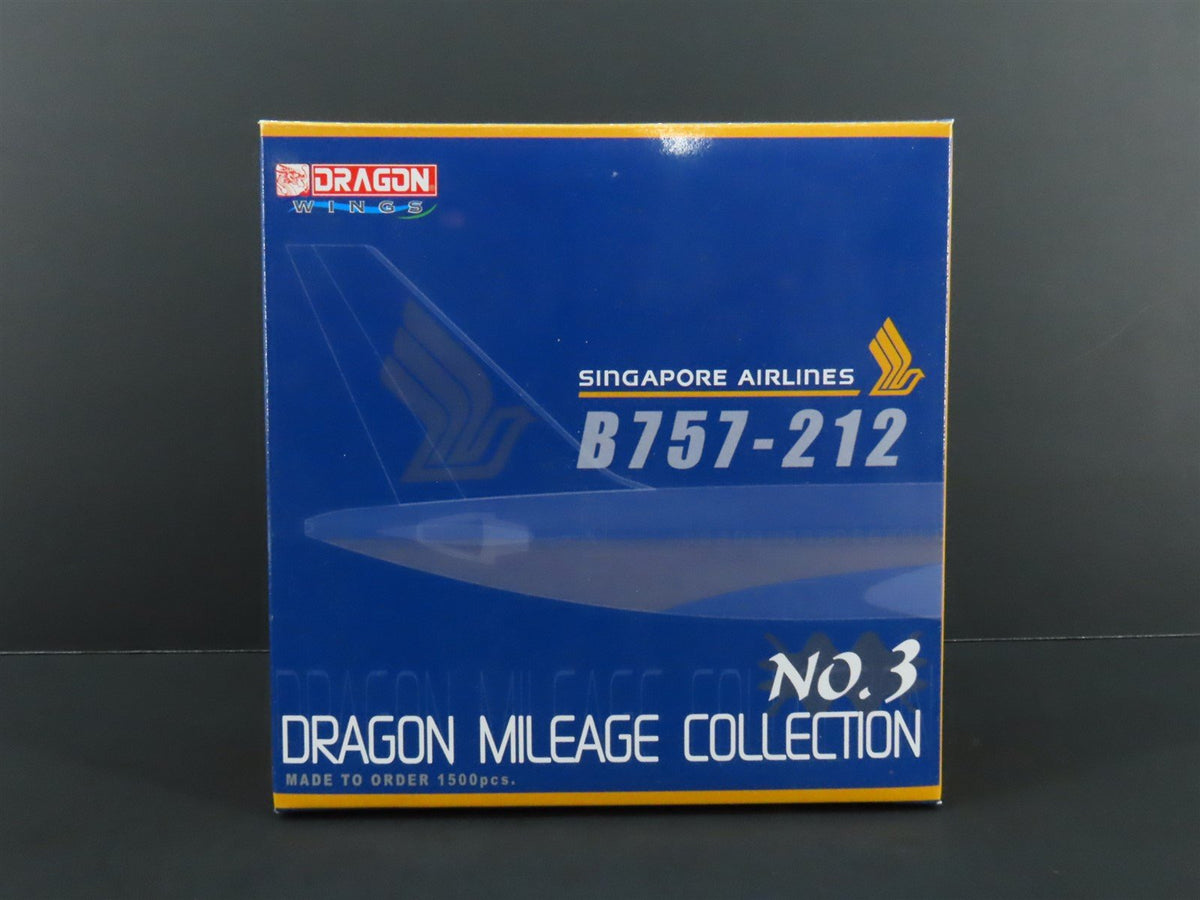 DRAGON
WINGS
SINGAPORE AIRLINES
B757-212
NO.3
DRAGON MILEAGE COLLECTION
MADE TO ORDER 1500pcs.